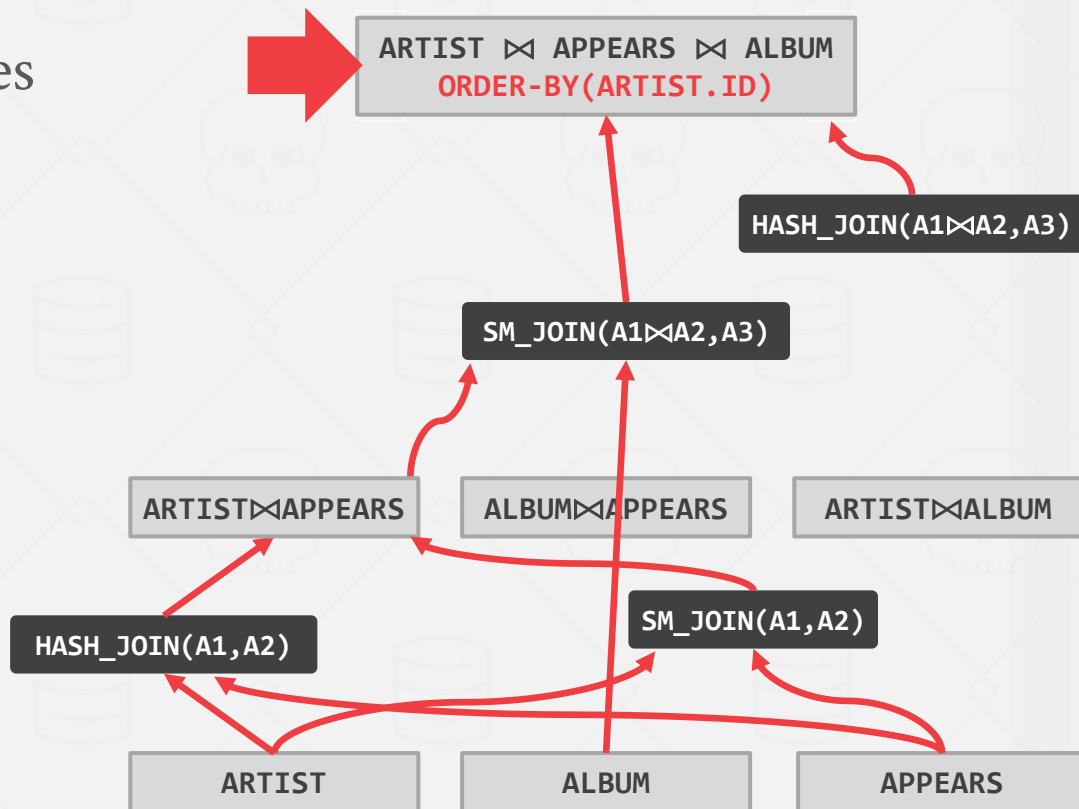 ARTIST ⋈ APPEARS ⋈ ALBUM
ORDER-BY(ARTIST.ID)
es
HASH_JOIN(A1⋈A2,A3)
SM_JOIN(A1⋈A2,A3)
ARTIST⋈APPEARS
ALBUM⋈APPEARS
ARTIST⋈ALBUM
SM_JOIN(A1,A2)
HASH_JOIN(A1,A2)
ARTIST
ALBUM
APPEARS